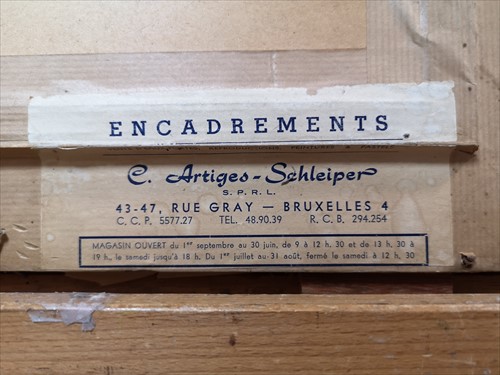 ENCADREMENTS
C. Artiges-Schleiper
S.P.R.L.
43-47, RUE GRAY — BRUXELLES 4
C. C. P. 5577.27 TEL. 48.90.39 R. C. B. 294.254
MAGASIN OUVERT du 1er septembre au 30 juin, de 9 à 12 h. 30 et de 13 h. 30 à
19 h., le samedi jusqu'à 18 h. Du 1er juillet au 31 août, fermé le samedi à 12 h. 30